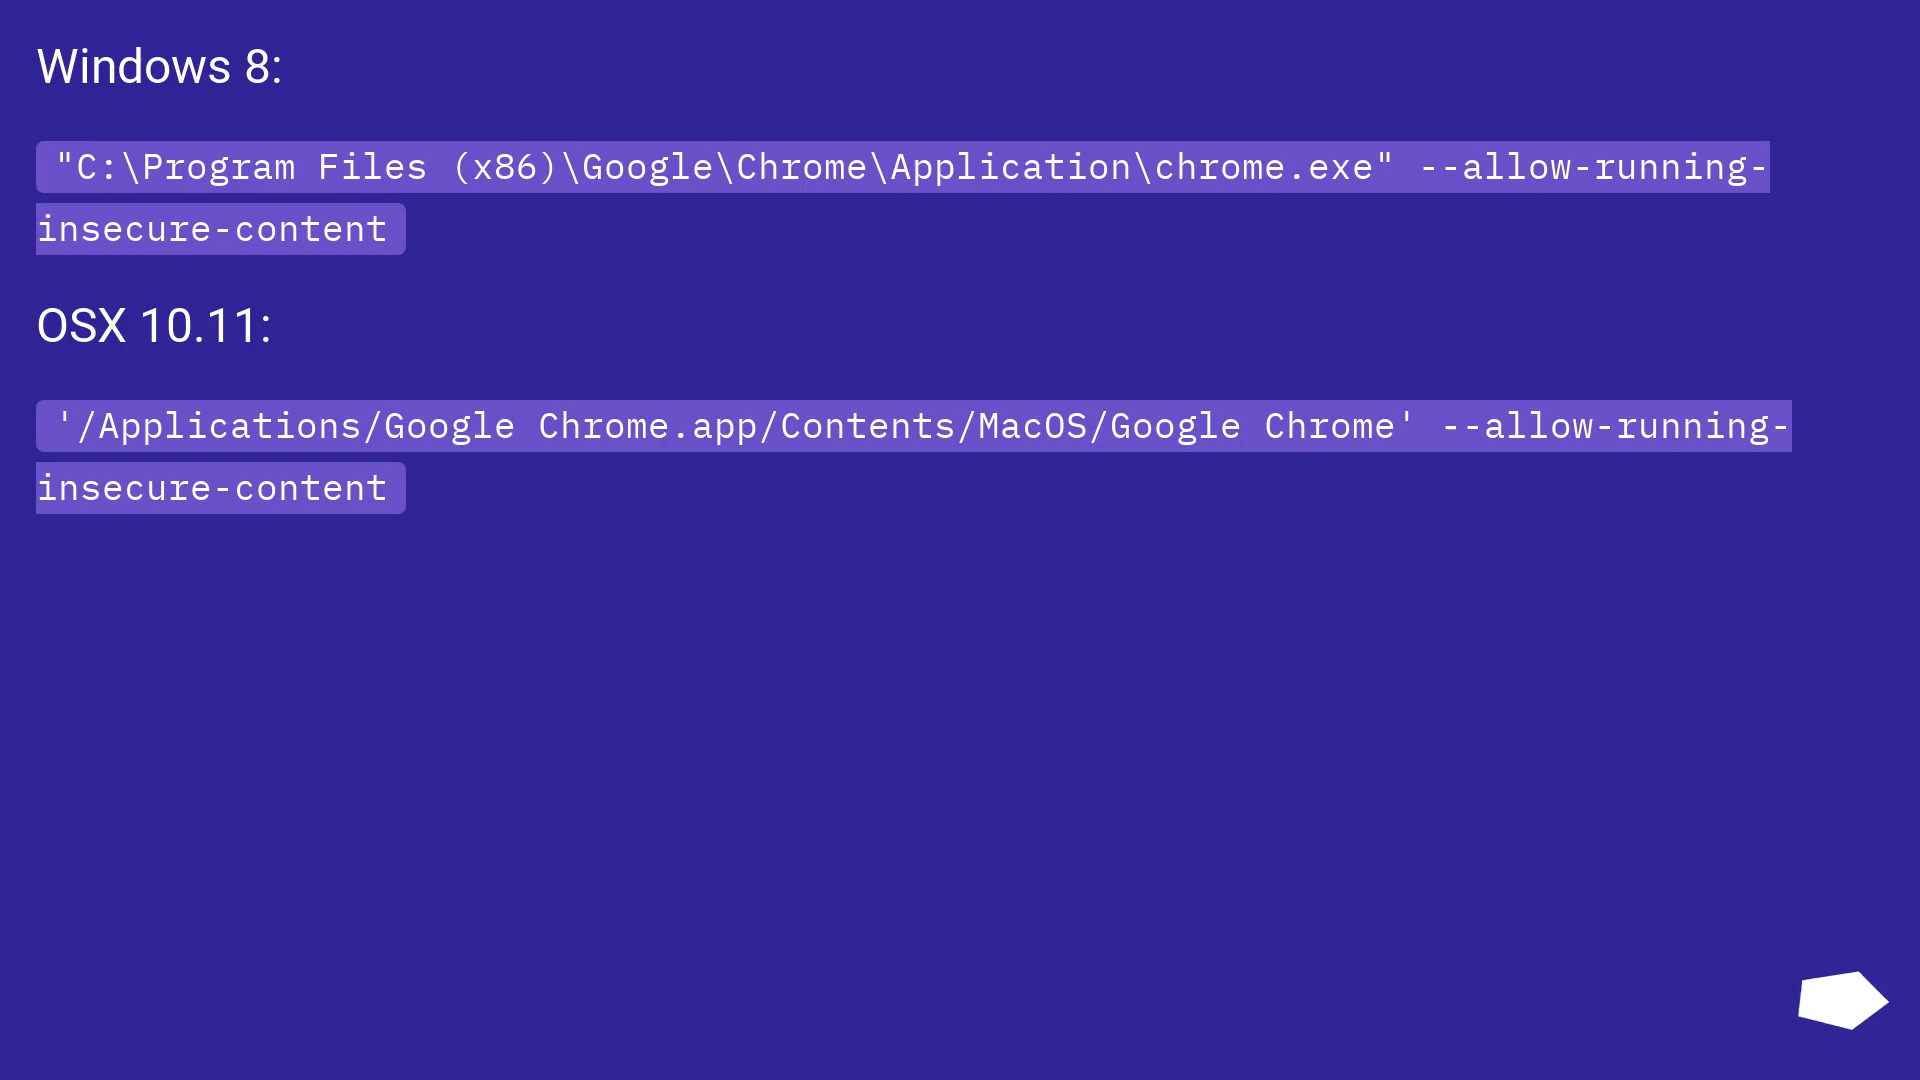 Windows 8:
"C:\Program Files (x86)\Google\Chrome\Application\chrome.exe" --allow-running-
insecure-content
OSX 10.11:
'/Applications/Google Chrome.app/Contents/MacOS/Google Chrome' --allow-running-
insecure-content